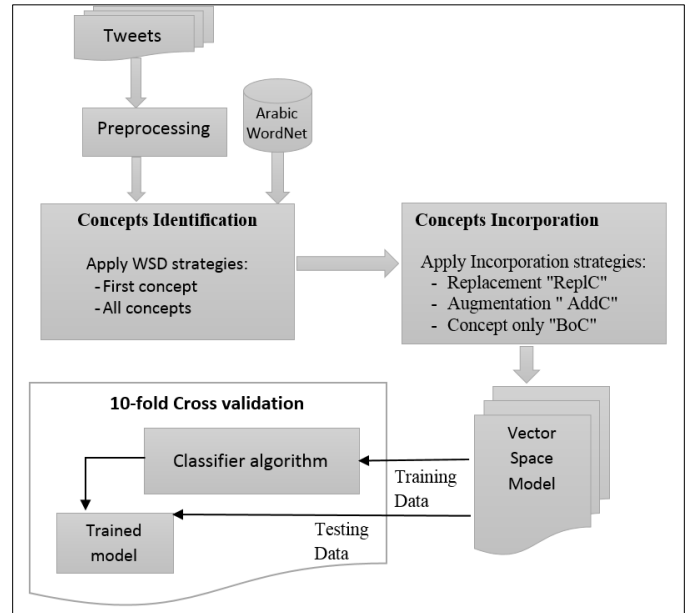 Tweets
Preprocessing
Arabic
WordNet
Concepts Identification
Apply WSD strategies:
- First concept
- All concepts
Concepts Incorporation
Apply Incorporation strategies:
- Replacement "ReplC"
- Augmentation " AddC"
- Concept only "BoC"
Vector
Space
Model
10-fold Cross validation
Classifier algorithm
Training
Data
Trained
model
Testing
Data